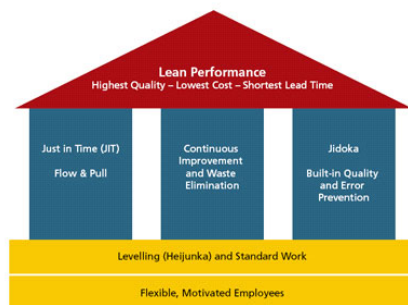 Lean Performance
Highest Quality – Lowest Cost – Shortest Lead Time
Just in Time (JIT)
Flow & Pull
Continuous
Improvement
and Waste
Elimination
Jidoka
Built-in Quality
and Error
Prevention
Levelling (Heijunka) and Standard Work
Flexible, Motivated Employees